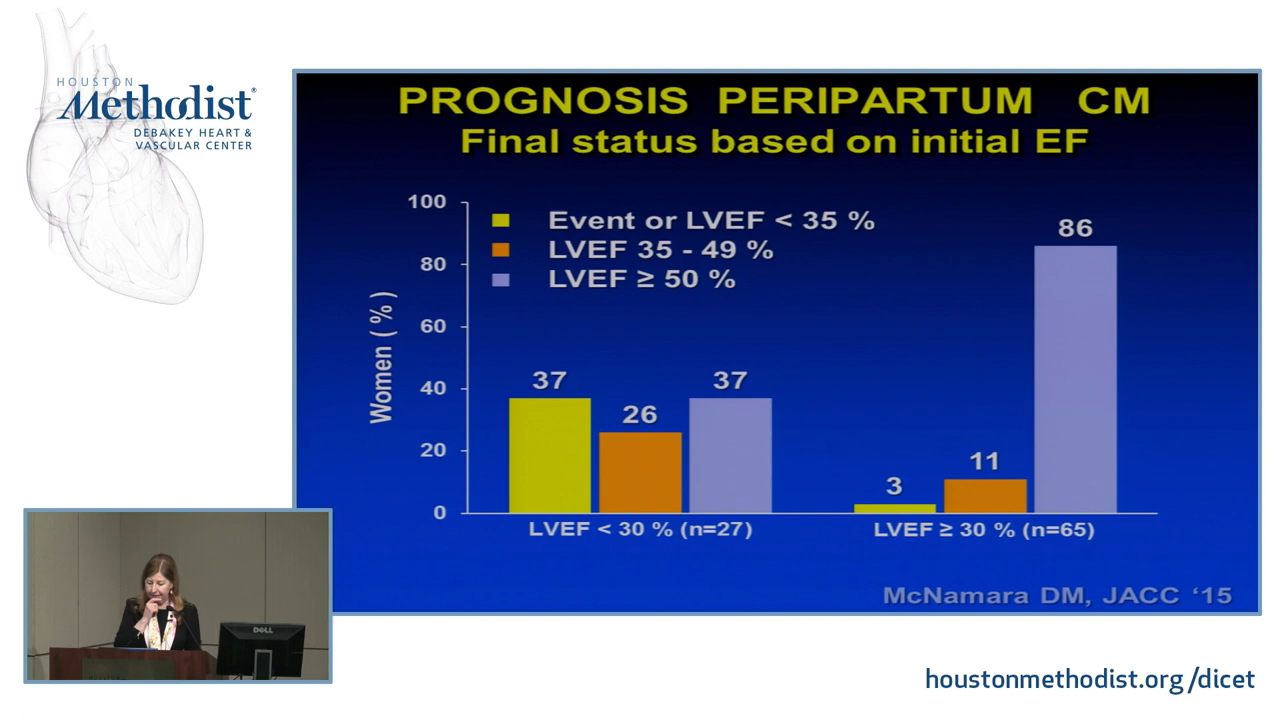 HOUSTON
Methodist®
DEBAKEY HEART &
VASCULAR CENTER
PROGNOSIS PERIPARTUM CM
Final status based on initial EF
Women ( % )
100
80
60
40
20
0
Event or LVEF < 35 %
LVEF 35 - 49 %
LVEF ≥ 50 %
37
26
37
3
11
86
LVEF < 30 % (n=27)
LVEF ≥ 30 % (n=65)
McNamara DM, JACC ‘15
DELL
houstonmethodist.org/dicet